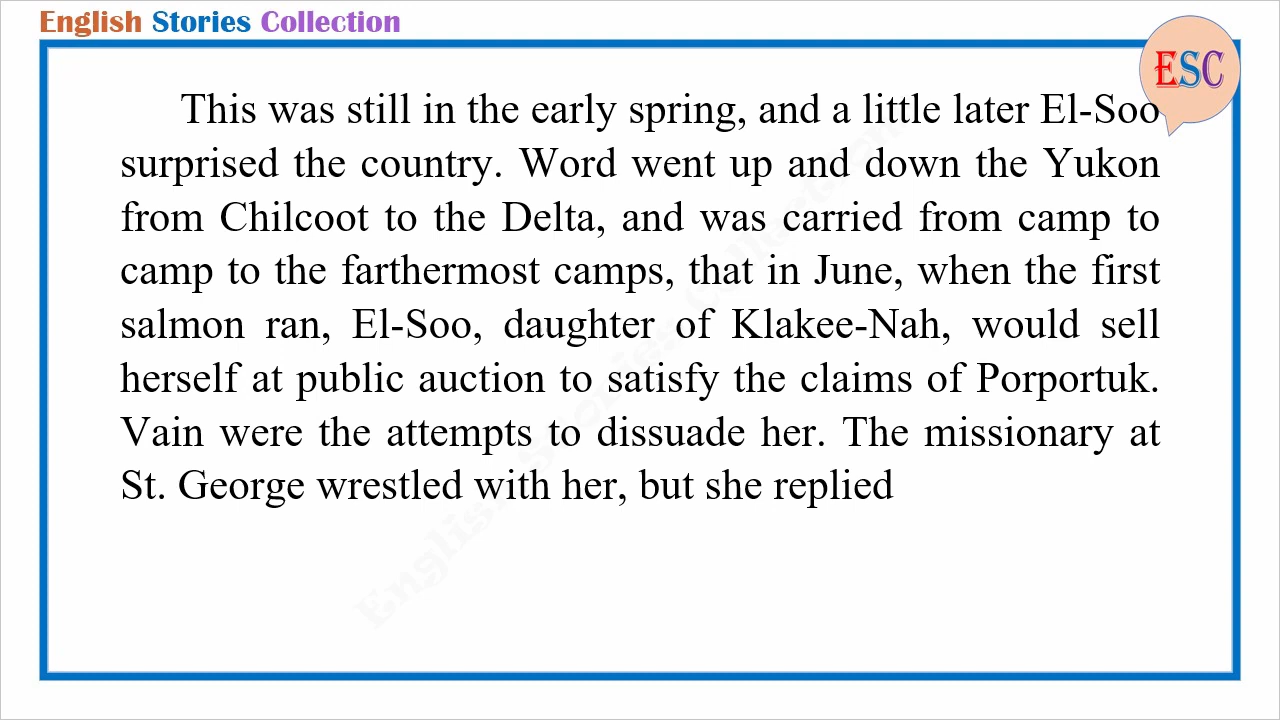 English Stories Collection
ESC
This was still in the early spring, and a little later El-Soo
surprised the country. Word went up and down the Yukon
from Chilcoot to the Delta, and was carried from camp to
camp to the farthermost camps, that in June, when the first
salmon ran, El-Soo, daughter of Klakee-Nah, would sell
herself at public auction to satisfy the claims of Porportuk.
Vain were the attempts to dissuade her. The missionary at
St. George wrestled with her, but she replied
English Stories Collection